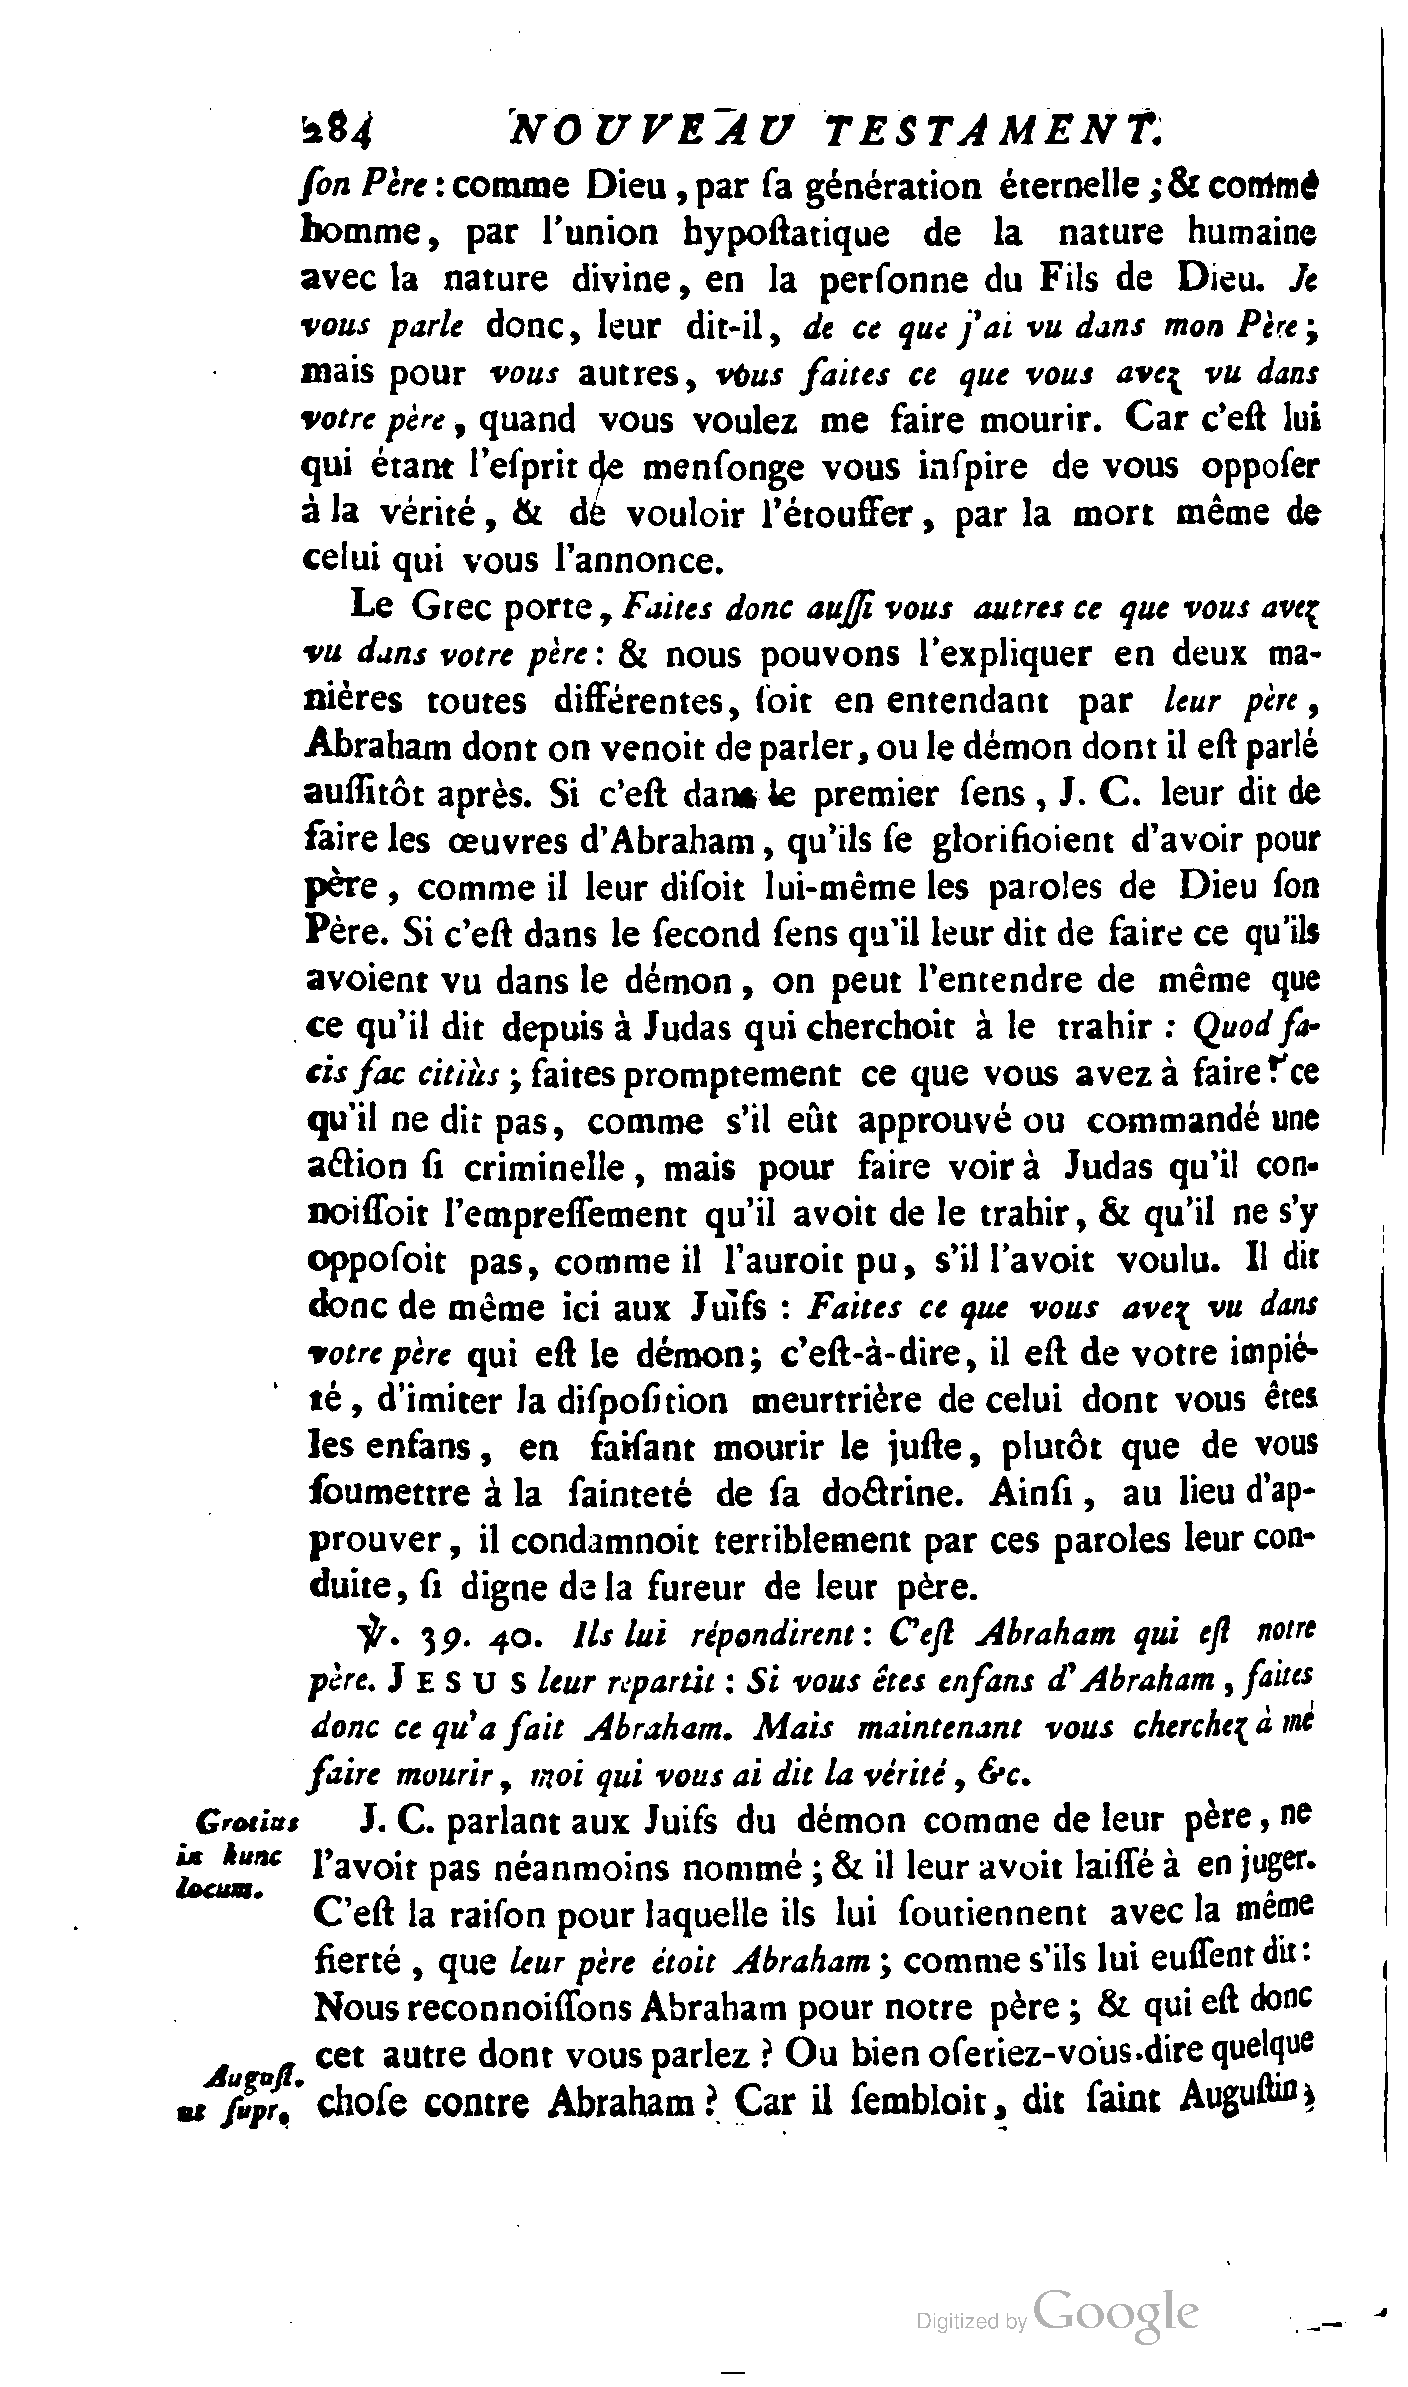 284 NOUVEAU TESTAMENT.
ſon Père : comme Dieu, par ſa génération éternelle ; & comme
homme, par l'union hypoſtatique de la nature humaine
avec la nature divine, en la perſonne du Fils de Dieu. Je
vous parle donc, leur dit-il, de ce que j'ai vu dans mon Père ;
mais pour vous autres, vous faites ce que vous avez vu dans
votre père, quand vous voulez me faire mourir. Car c'eſt lui
qui étant l'eſprit de menſonge vous inſpire de vous oppoſer
à la vérité, & de vouloir l'étouffer, par la mort même de
celui qui vous l'annonce.
Le Grec porte, Faites donc auſſi vous autres ce que vous avez
vu dans votre père : & nous pouvons l'expliquer en deux ma-
nières toutes différentes, ſoit en entendant par leur père,
Abraham dont on venoit de parler, ou le démon dont il eſt parlé
auſſitôt après. Si c'eſt dans le premier ſens, J. C. leur dit de
faire les œuvres d'Abraham, qu'ils ſe glorifioient d'avoir pour
père, comme il leur diſoit lui-même les paroles de Dieu ſon
Père. Si c'eſt dans le ſecond ſens qu'il leur dit de faire ce qu'ils
avoient vu dans le démon, on peut l'entendre de même que
ce qu'il dit depuis à Judas qui cherchoit à le trahir : Quod fa-
cis fac citiùs ; faites promptement ce que vous avez à faire : ce
qu'il ne dit pas, comme s'il eût approuvé ou commandé une
action ſi criminelle, mais pour faire voir à Judas qu'il con-
noiſſoit l'empreſſement qu'il avoit de le trahir, & qu'il ne s'y
oppoſoit pas, comme il l'auroit pu, s'il l'avoit voulu. Il dit
donc de même ici aux Juifs : Faites ce que vous avez vu dans
votre père qui eſt le démon ; c'eſt-à-dire, il eſt de votre impié-
té, d'imiter la diſpoſition meurtrière de celui dont vous êtes
les enfans, en faiſant mourir le juſte, plutôt que de vous
ſoumettre à la ſainteté de ſa doctrine. Ainſi, au lieu d'ap-
prouver, il condamnoit terriblement par ces paroles leur con-
duite, ſi digne de la fureur de leur père.
℣. 39. 40. Ils lui répondirent : C'eſt Abraham qui eſt notre
père. JESUS leur repartit : Si vous êtes enfans d'Abraham, faites
donc ce qu'a fait Abraham. Mais maintenant vous cherchez à me
faire mourir, moi qui vous ai dit la vérité, &c.
Grotius
in hunc
locum.
J. C. parlant aux Juifs du démon comme de leur père, ne
l'avoit pas néanmoins nommé ; & il leur avoit laiſſé à en juger.
C'eſt la raiſon pour laquelle ils lui ſoutiennent avec la même
fierté, que leur père étoit Abraham ; comme s'ils lui euſſent dit :
Nous reconnoiſſons Abraham pour notre père ; & qui eſt donc
cet autre dont vous parlez ? Ou bien oſeriez-vous dire quelque
Auguſt.
ut ſupr.
choſe contre Abraham ? Car il ſembloit, dit ſaint Auguſtin,
Digitized by Google